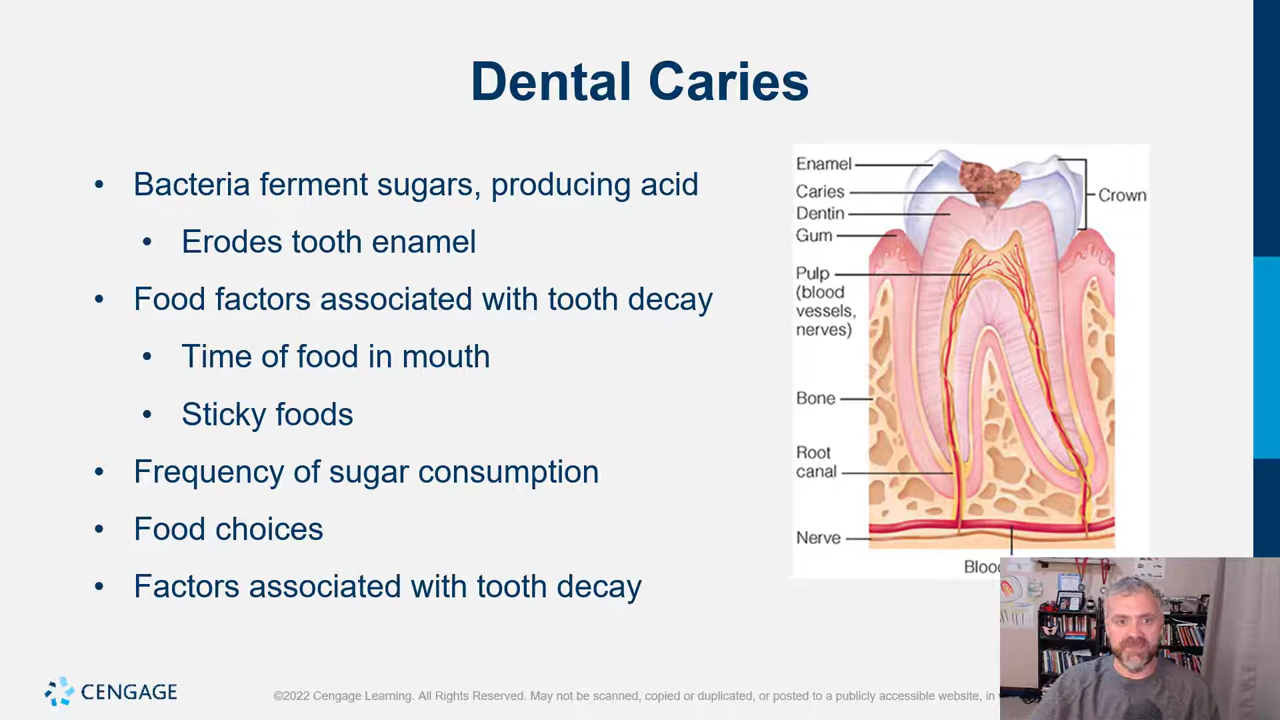 Dental Caries
• Bacteria ferment sugars, producing acid
• Erodes tooth enamel
• Food factors associated with tooth decay
• Time of food in mouth
• Sticky foods
• Frequency of sugar consumption
• Food choices
• Factors associated with tooth decay
Enamel
Caries
Dentin
Gum
Pulp
(blood
vessels,
nerves)
Bone
Root
canal
Nerve
Crown
CENGAGE
©2022 Cengage Learning. All Rights Reserved. May not be scanned, copied or duplicated, or posted to a publicly accessible website, in